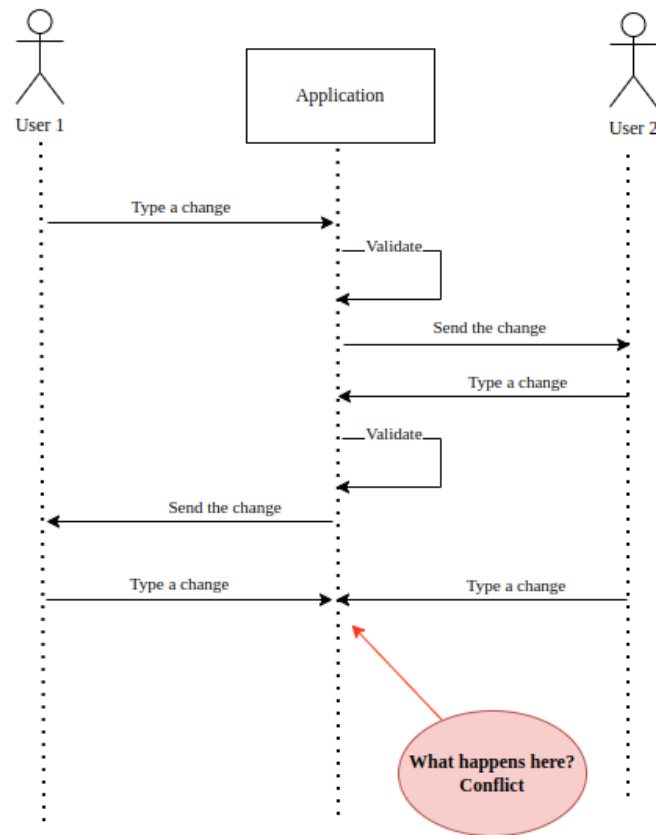 User 1
Application
User 2
Type a change
Validate
Send the change
Type a change
Validate
Send the change
Type a change
Type a change
What happens here?
Conflict